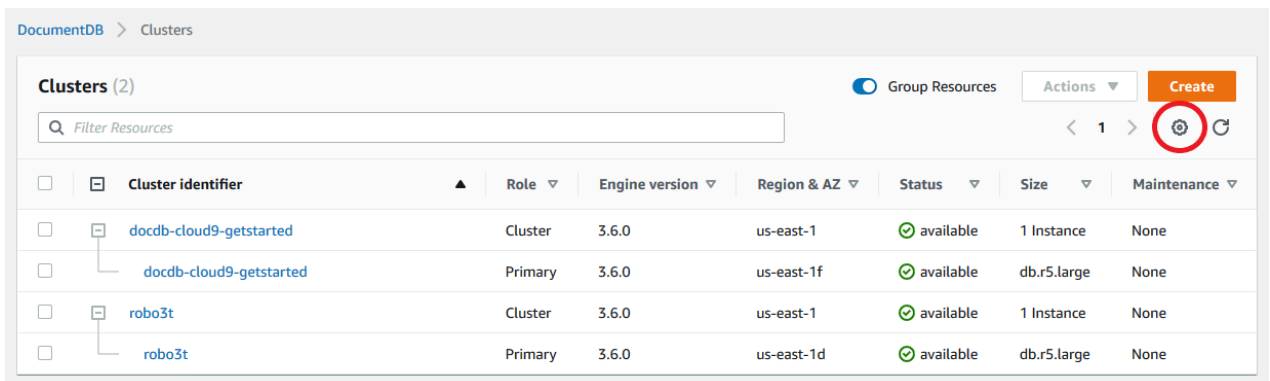 DocumentDB > Clusters
Clusters (2) Group Resources Actions Create
Filter Resources < 1 >
Cluster identifier Role Engine version Region & AZ Status Size Maintenance
docdb-cloud9-getstarted Cluster 3.6.0 us-east-1 available 1 Instance None
docdb-cloud9-getstarted Primary 3.6.0 us-east-1f available db.r5.large None
robo3t Cluster 3.6.0 us-east-1 available 1 Instance None
robo3t Primary 3.6.0 us-east-1d available db.r5.large None